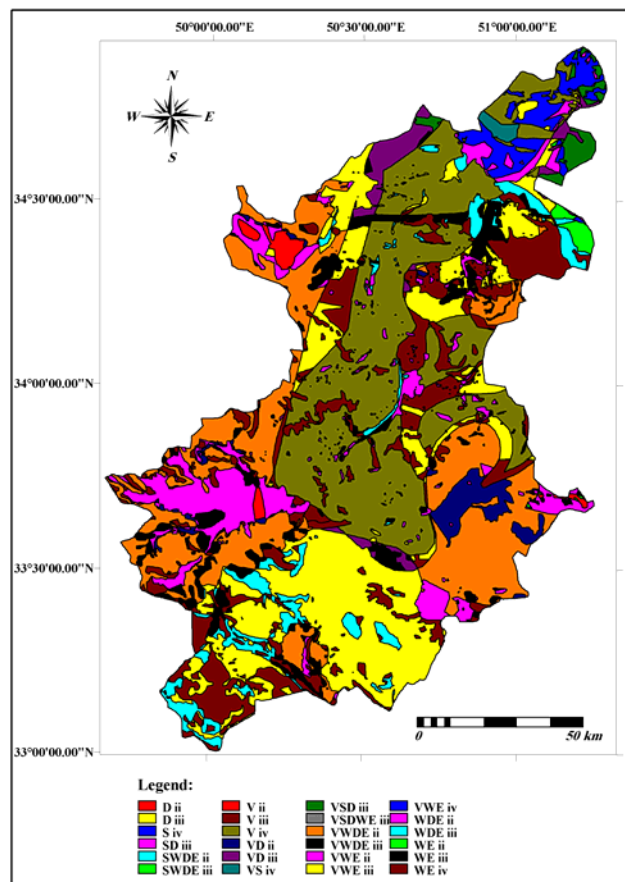 50°00'00.00"E 50°30'00.00"E 51°00'00.00"E
N
W E
S
34°30'00.00"N
34°00'00.00"N
33°30'00.00"N
33°00'00.00"N
0 50 km
Legend:
D ii V ii VSD iii VWE iv
D iii V iii VSDWE iii WDE ii
S iv V iv VWDE ii WDE iii
SD iii VD ii VWDE iii WE ii
SWDE ii VD iii VWE ii WE iii
SWDE iii VS iv VWE iii WE iv